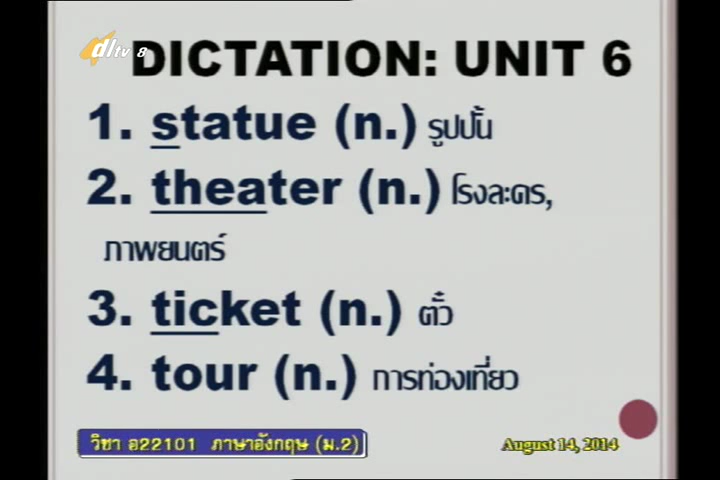 dltv 8
DICTATION: UNIT 6
1. statue (n.) รูปปั้น
2. theater (n.) โรงละคร,
ภาพยนตร์
3. ticket (n.) ตั๋ว
4. tour (n.) การท่องเที่ยว
วิชา อ22101 ภาษาอังกฤษ (ม.2)
August 14, 2014